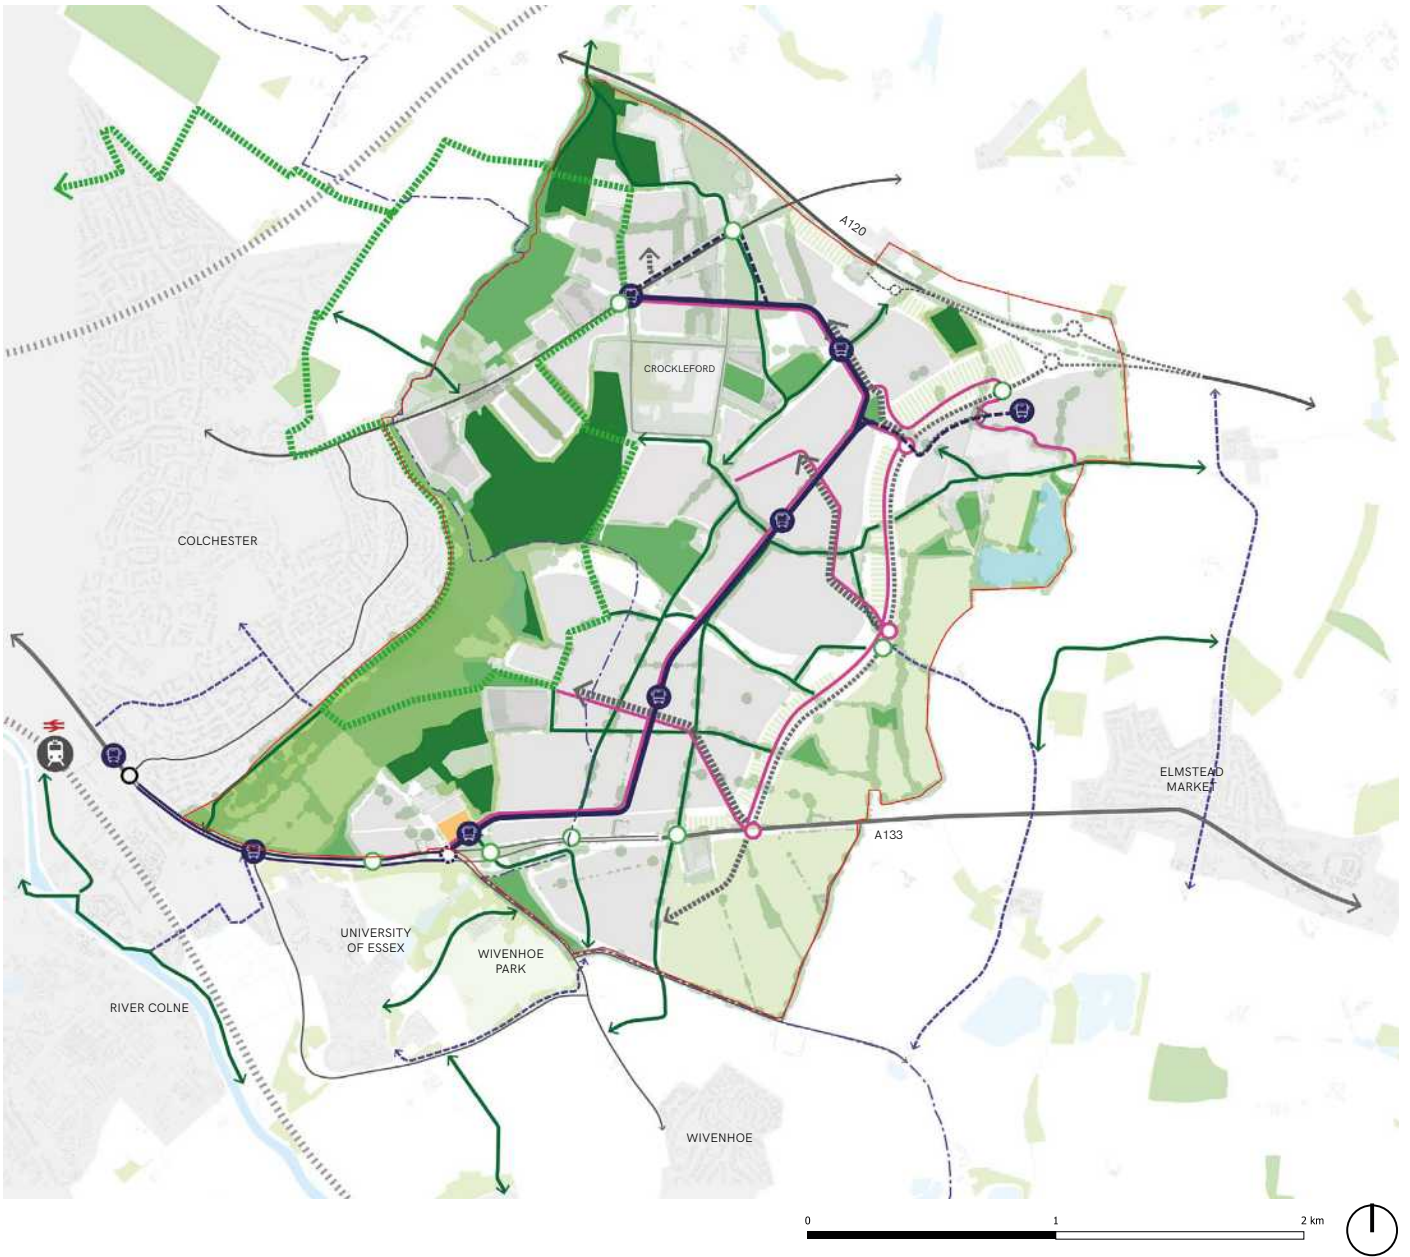 A120
CROCKLEFORD
COLCHESTER
ELMSTEAD
MARKET
A133
UNIVERSITY
OF ESSEX
WIVENHOE
PARK
RIVER COLNE
WIVENHOE
0 1 2 km